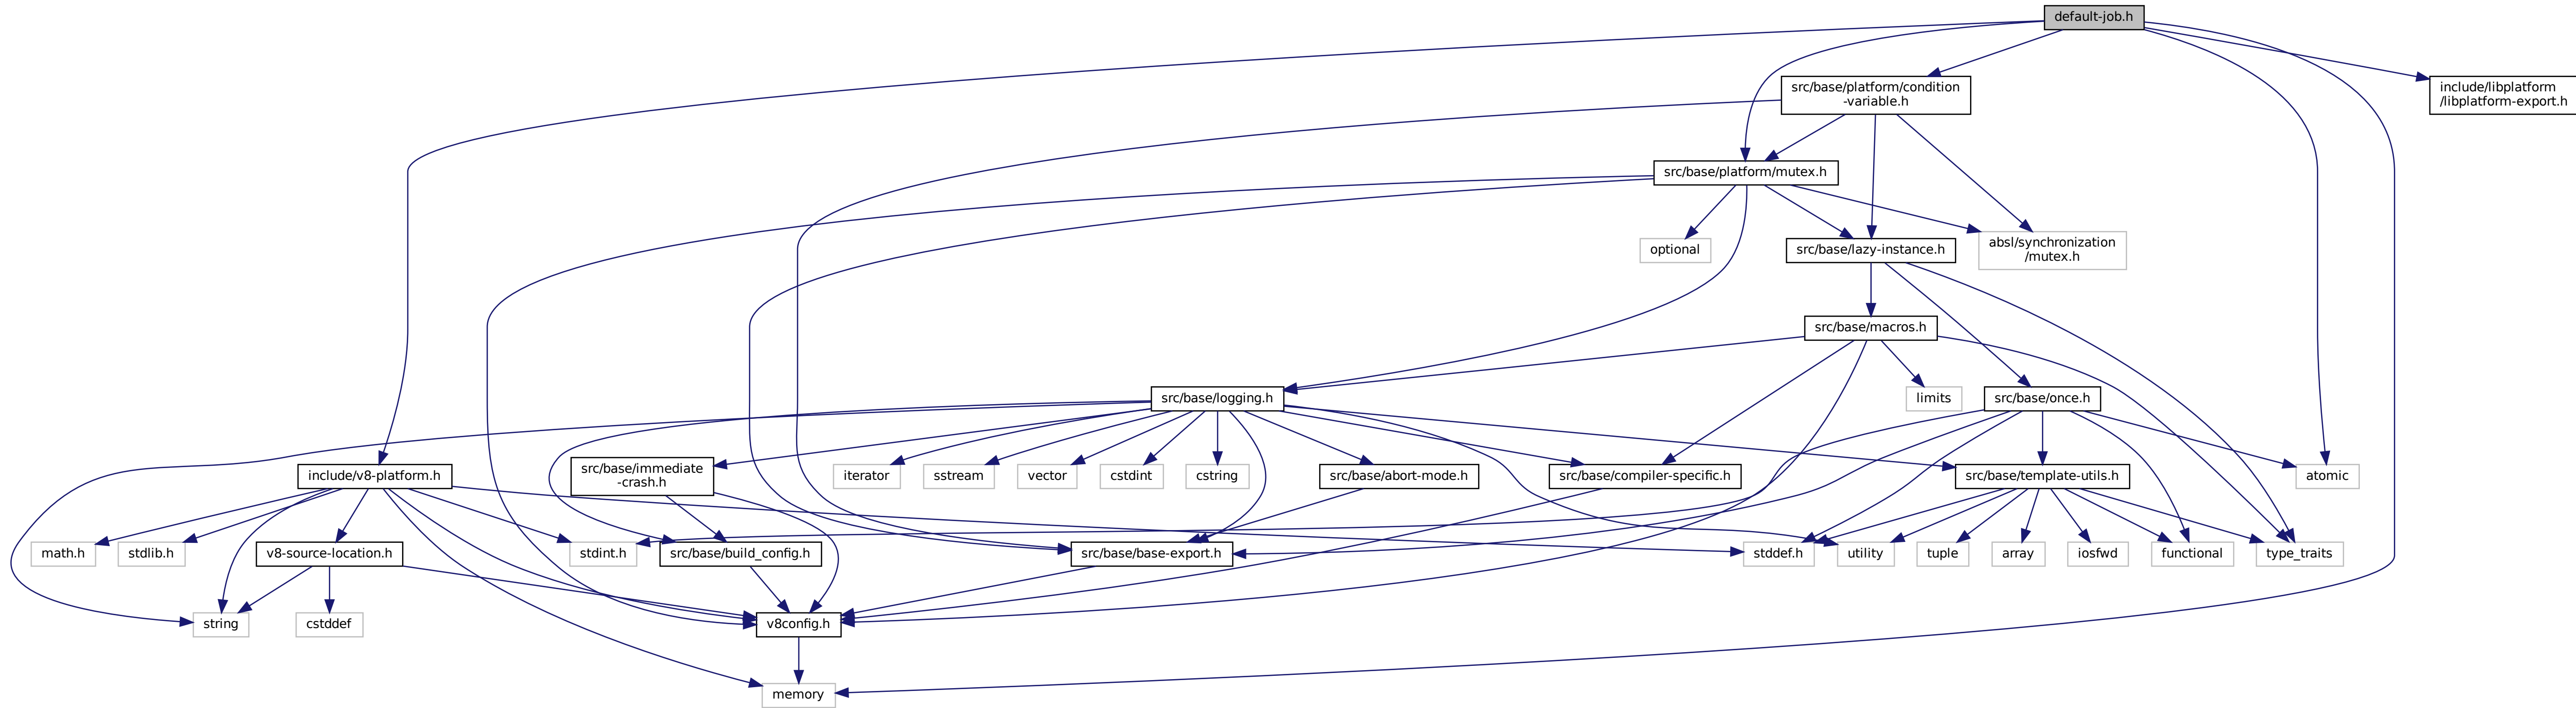 default-job.h
src/base/platform/condition
-variable.h
include/libplatform
/libplatform-export.h
src/base/platform/mutex.h
optional
src/base/lazy-instance.h
absl/synchronization
/mutex.h
src/base/macros.h
src/base/logging.h
limits
src/base/once.h
include/v8-platform.h
src/base/immediate
-crash.h
iterator
sstream
vector
cstdint
cstring
src/base/abort-mode.h
src/base/compiler-specific.h
src/base/template-utils.h
atomic
math.h
stdlib.h
v8-source-location.h
stdint.h
src/base/build_config.h
src/base/base-export.h
stddef.h
utility
tuple
array
iosfwd
functional
type_traits
string
cstddef
v8config.h
memory